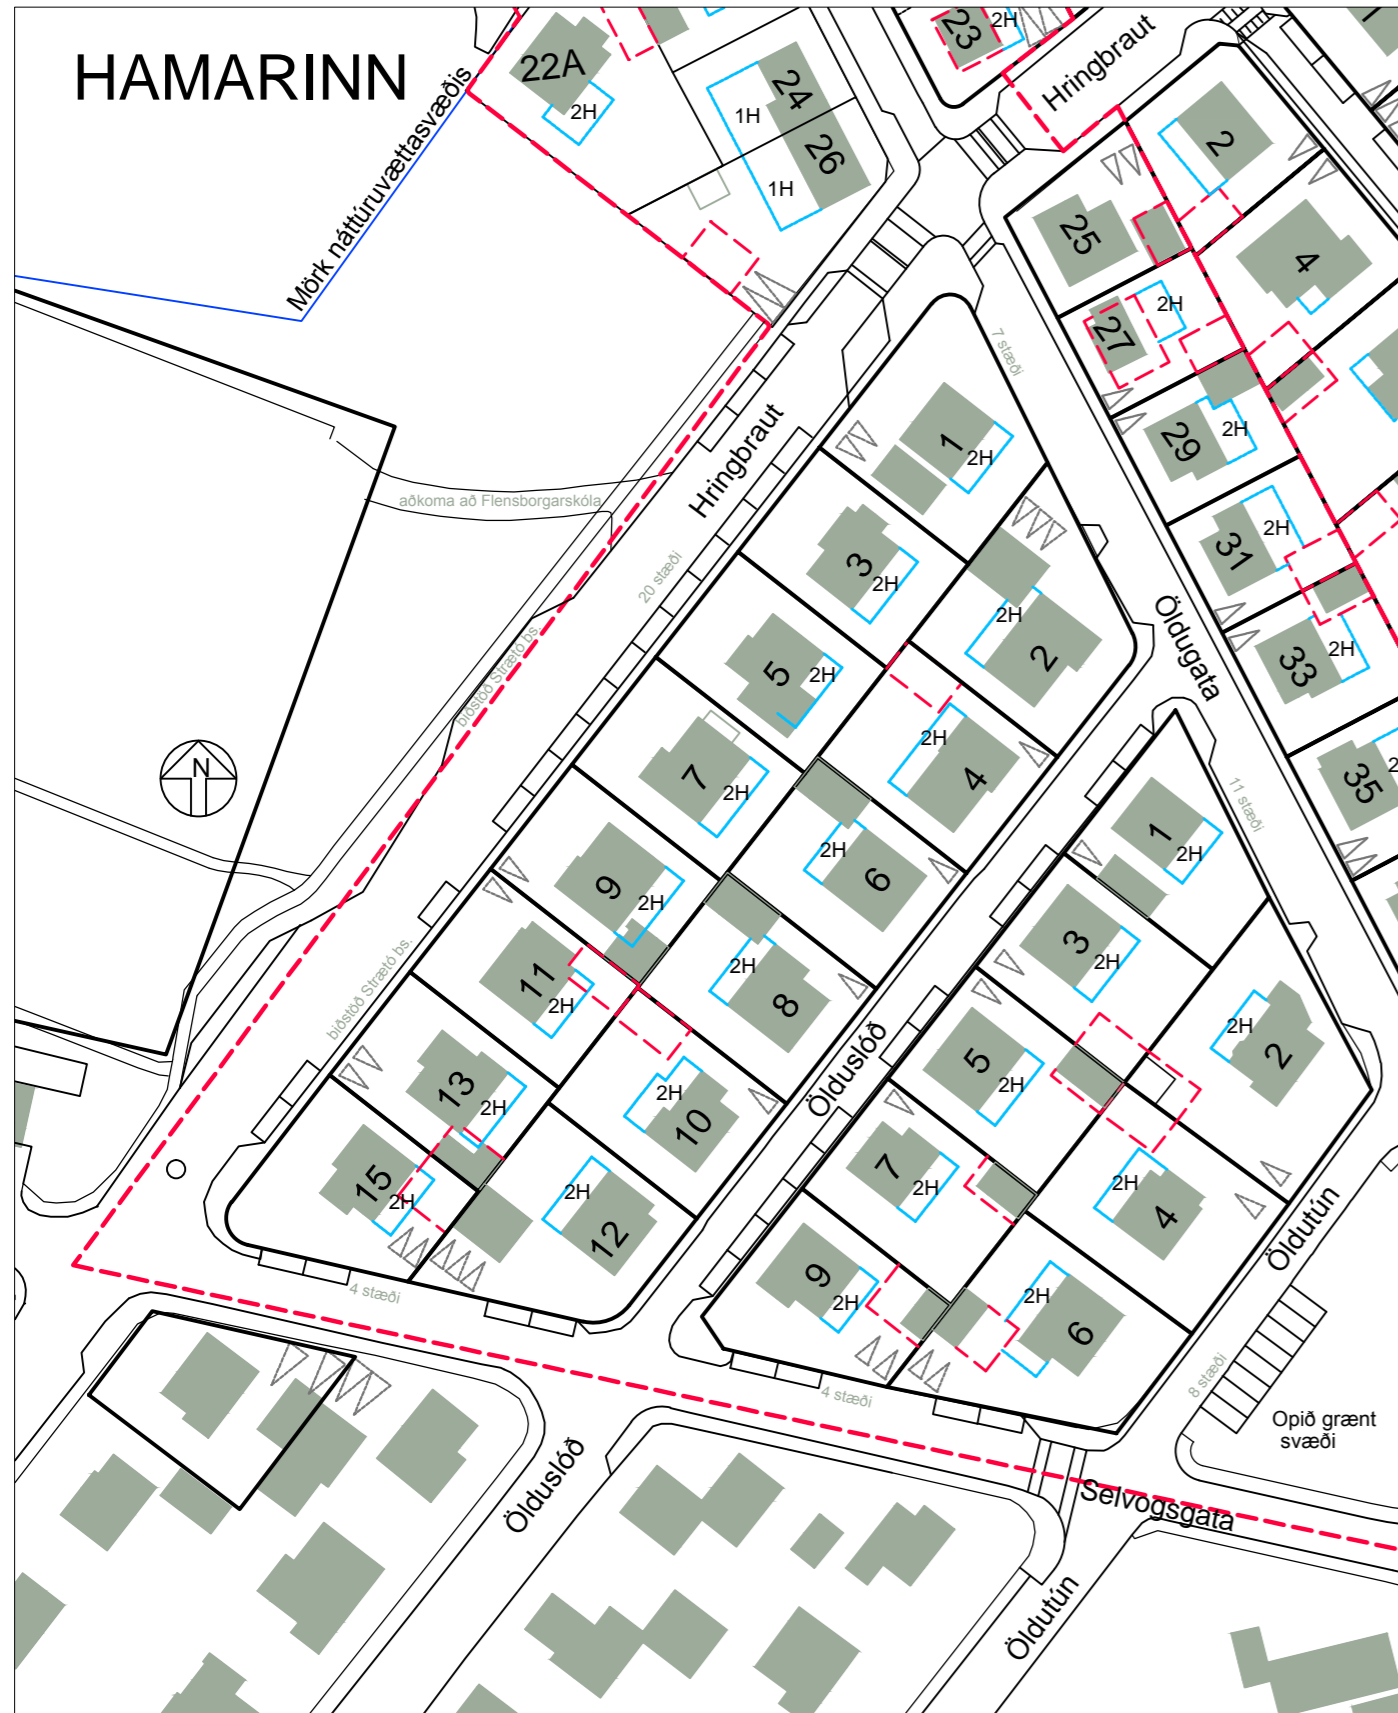 HAMARINN
22A
2H
24
1H
26
1H
23
2H
Hringbraut
2
Mörk náttúruvættasvæðis
25
4
27
2H
7 stæði
29
2H
Hringbraut
1
2H
aðkoma að Flensborgarskóla
31
2H
3
2H
20 stæði
2H
2
Öldugata
33
2H
5
2H
biðstöð Strætó bs.
7
2H
2H
4
35
2
N
11 stæði
1
2H
9
2H
2H
6
3
2H
11
2H
2H
8
biðstöð Strætó bs.
Ölduslóð
5
2H
2H
2
13
2H
2H
10
15
2H
2H
12
7
2H
2H
4
Öldutún
9
2H
2H
6
4 stæði
4 stæði
8 stæði
Opið grænt
svæði
Ölduslóð
Selvogsgata
Öldutún